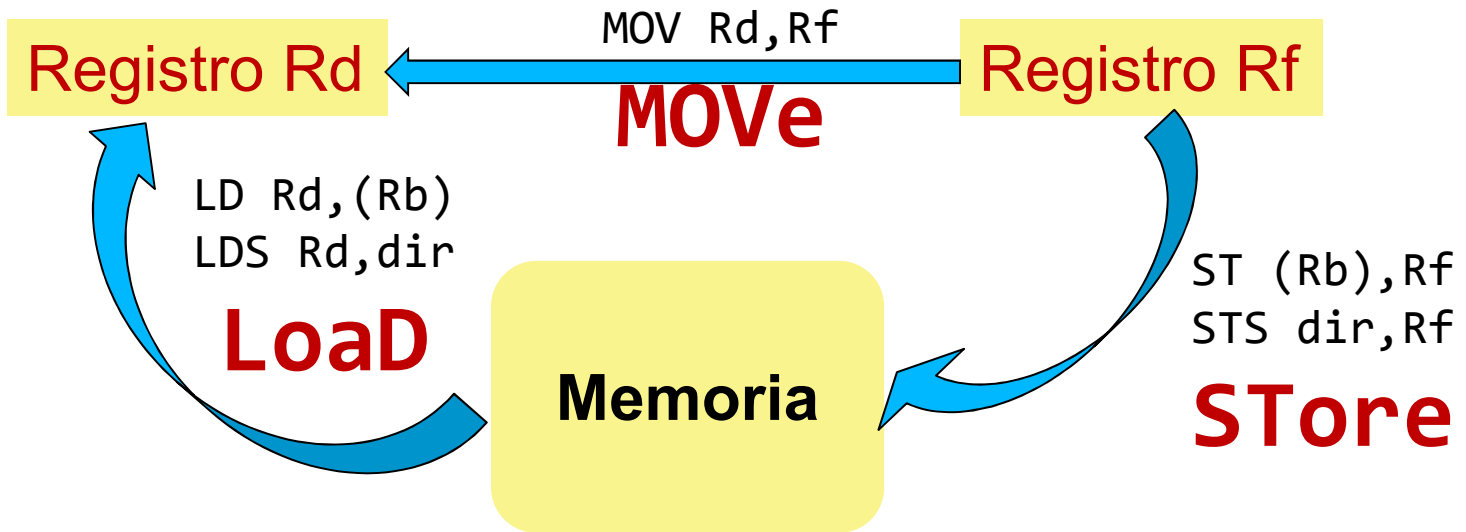 MOV Rd,Rf
Registro Rd
Registro Rf
MOVe
LD Rd,(Rb)
LDS Rd,dir
LoaD
Memoria
ST (Rb),Rf
STS dir,Rf
STore